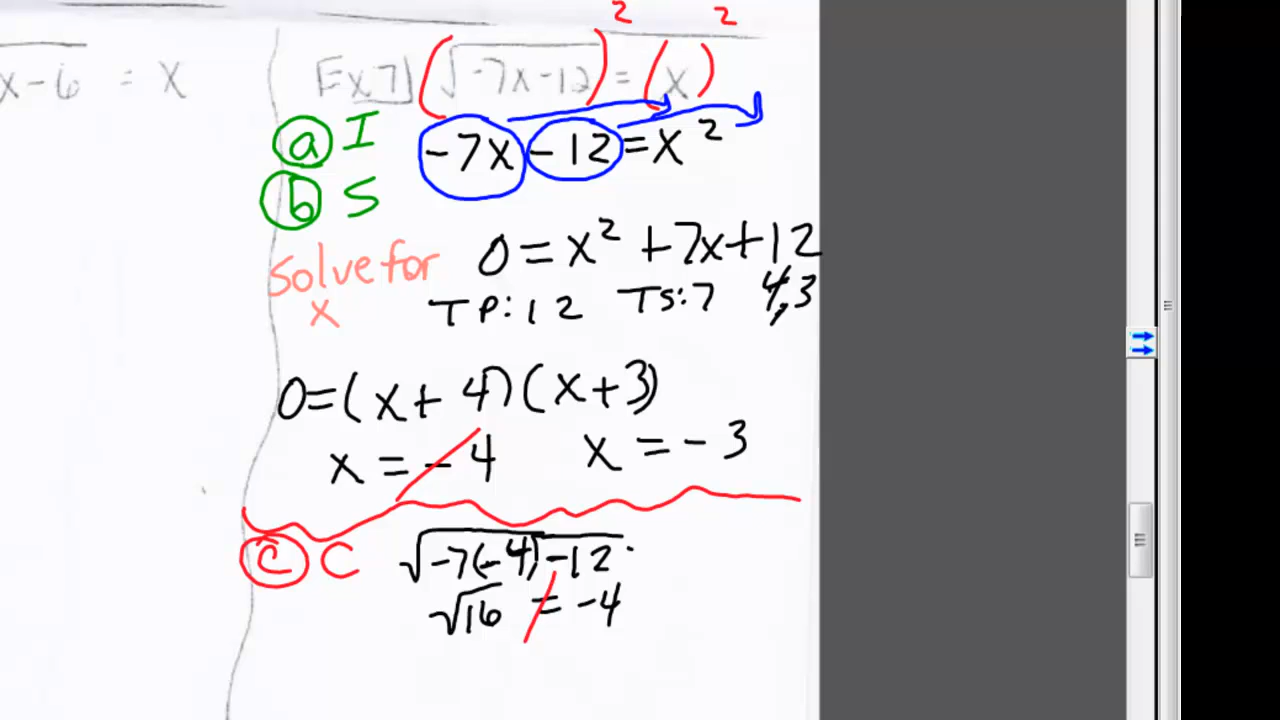 x-6 = x
Ex 7] (√-7x-12)² = (x)²
ⓐ I -7x -12 = x²
ⓑ S
0 = x² + 7x + 12
Solve for x
TP: 12 TS: 7 4,3
0 = (x + 4)(x + 3)
x = -4 x = -3
ⓒ C √-7(-4)-12
√16 = -4